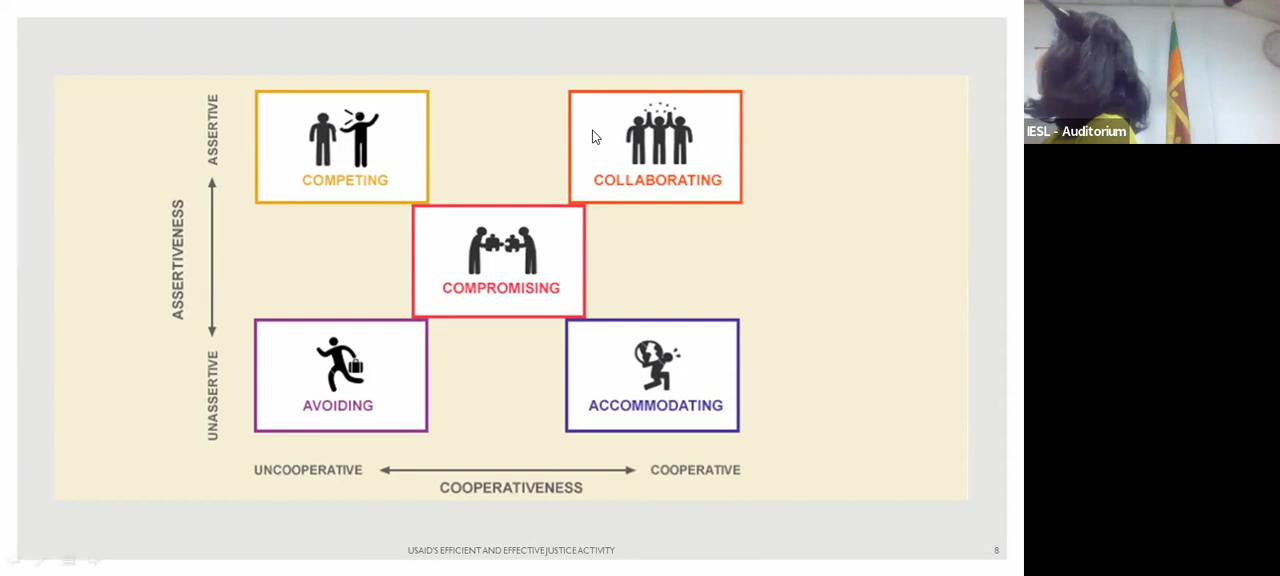 ASSERTIVE
ASSERTIVENESS
UNASSERTIVE
COMPETING
COLLABORATING
COMPROMISING
AVOIDING
ACCOMMODATING
UNCOOPERATIVE
COOPERATIVE
COOPERATIVENESS
USAID'S EFFICIENT AND EFFECTIVE JUSTICE ACTIVITY
8
IESL - Auditorium